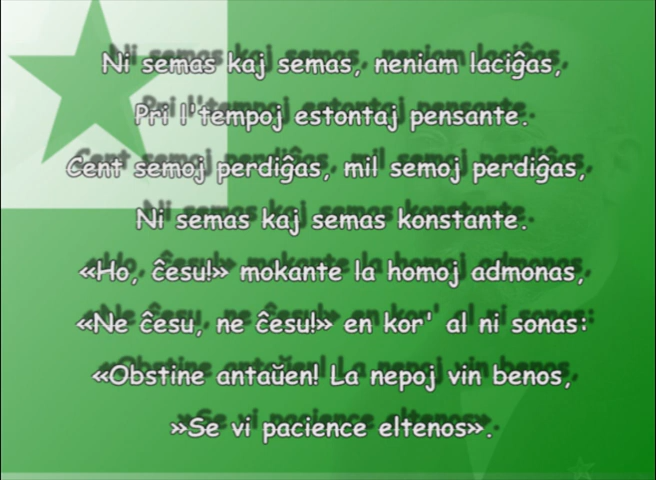 Ni semas kaj semas, neniam laciĝas,
Pri l'tempoj estontaj pensante.
Cent semoj perdiĝas, mil semoj perdiĝas,
Ni semas kaj semas konstante.
«Ho, ĉesu!» mokante la homoj admonas,
«Ne ĉesu, ne ĉesu!» en kor' al ni sonas:
«Obstine antaŭen! La nepoj vin benos,
»Se vi pacience eltenos».